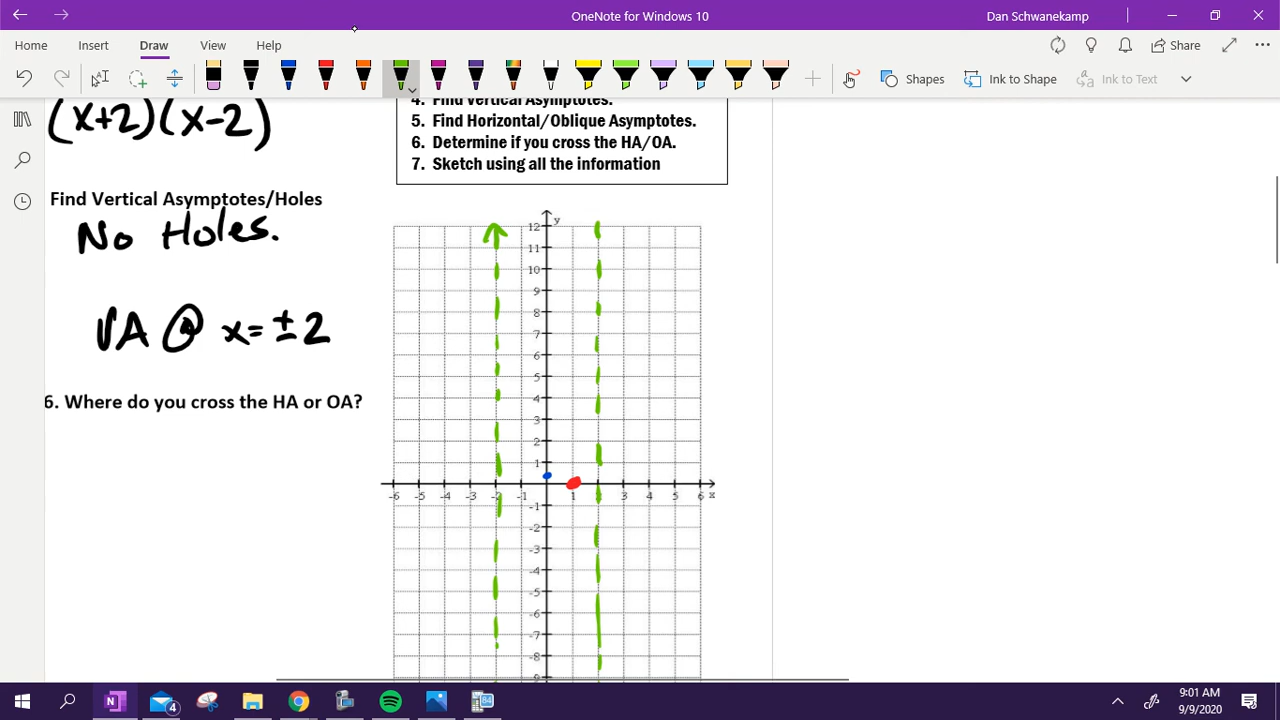 OneNote for Windows 10
Dan Schwanekamp
Home Insert Draw View Help
Share
Shapes
Ink to Shape
Ink to Text
(x+2)(x-2)
4. Find Vertical Asymptotes.
5. Find Horizontal/Oblique Asymptotes.
6. Determine if you cross the HA/OA.
7. Sketch using all the information
Find Vertical Asymptotes/Holes
No Holes.
VA @ x=±2
6. Where do you cross the HA or OA?
y
12
11
10
9
8
7
6
5
4
3
2
1
-6 -5 -4 -3 -2 -1 1 2 3 4 5 6 x
-1
-2
-3
-4
-5
-6
-7
-8
-9
4
84
9:01 AM
9/9/2020